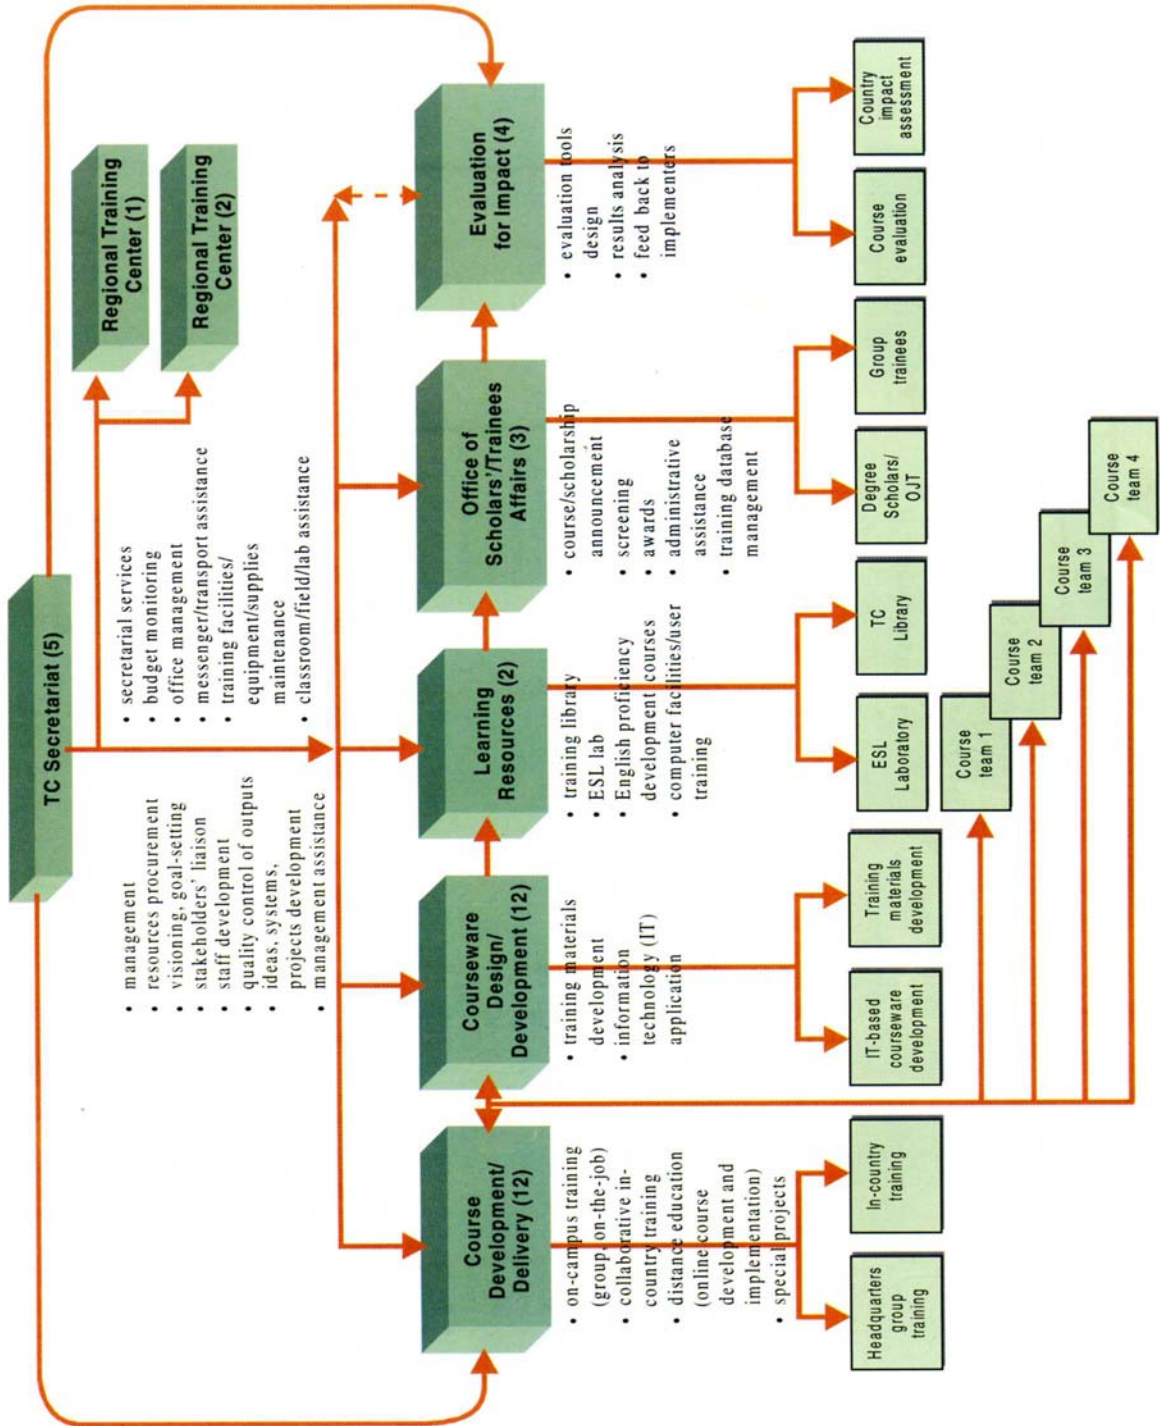 TC Secretariat (5)
Regional Training
Center (1)
Regional Training
Center (2)
• management
• resources procurement
• visioning, goal-setting
• stakeholders' liaison
• staff development
• quality control of outputs
• ideas, systems,
projects development
• management assistance
• secretarial services
• budget monitoring
• office management
• messenger/transport assistance
• training facilities/
equipment/supplies
maintenance
• classroom/field/lab assistance
Course
Development/
Delivery (12)
Courseware
Design/
Development (12)
Learning
Resources (2)
Office of
Scholars'/Trainees
Affairs (3)
Evaluation
for Impact (4)
• on-campus training
(group, on-the-job)
• collaborative in-
country training
• distance education
(online course
development and
implementation)
• special projects
• training materials
development
• information
technology (IT)
application
• training library
• ESL lab
• English proficiency
development courses
• computer facilities/user
training
• course/scholarship
announcement
• screening
• awards
• administrative
assistance
• training database
management
• evaluation tools
design
• results analysis
• feed back to
implementers
Headquarters
group
training
In-country
training
IT-based
courseware
development
Training
materials
development
ESL
Laboratory
TC
Library
Degree
Scholars/
OJT
Group
trainees
Course
evaluation
Country
impact
assessment
Course
team 1
Course
team 2
Course
team 3
Course
team 4